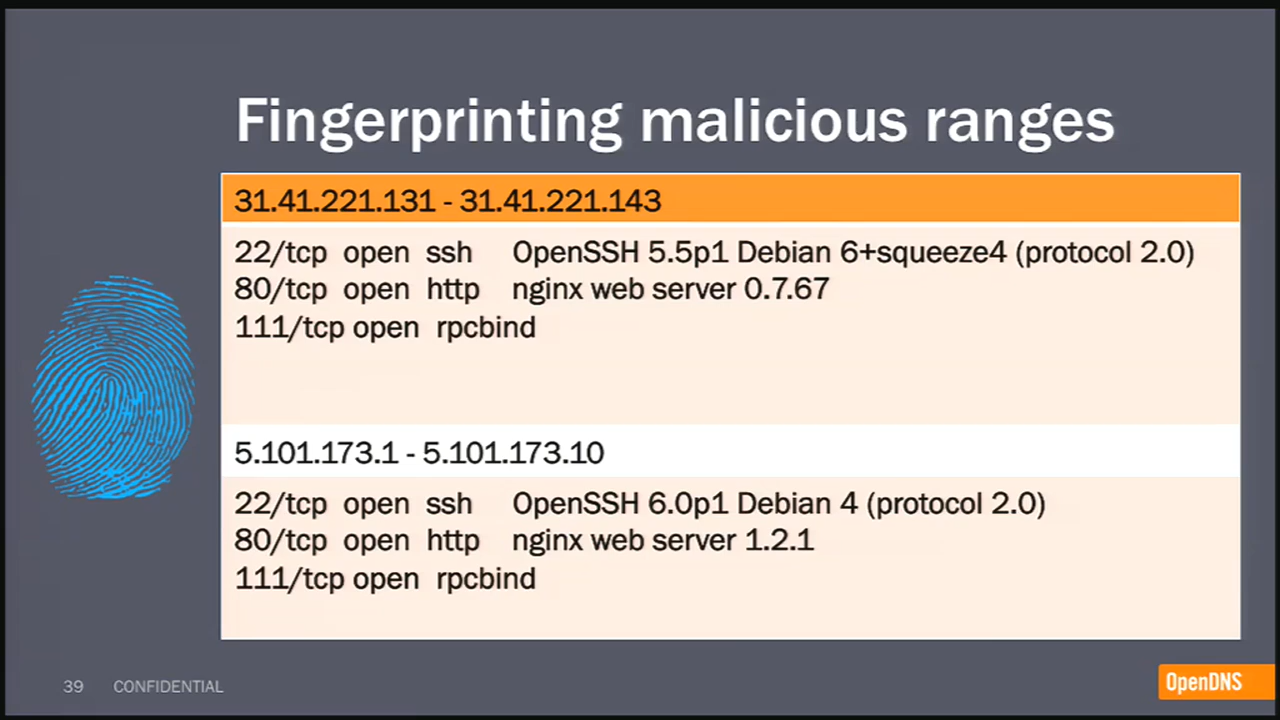 Fingerprinting malicious ranges
31.41.221.131 - 31.41.221.143
22/tcp open ssh OpenSSH 5.5p1 Debian 6+squeeze4 (protocol 2.0)
80/tcp open http nginx web server 0.7.67
111/tcp open rpcbind
5.101.173.1 - 5.101.173.10
22/tcp open ssh OpenSSH 6.0p1 Debian 4 (protocol 2.0)
80/tcp open http nginx web server 1.2.1
111/tcp open rpcbind
39 CONFIDENTIAL
OpenDNS